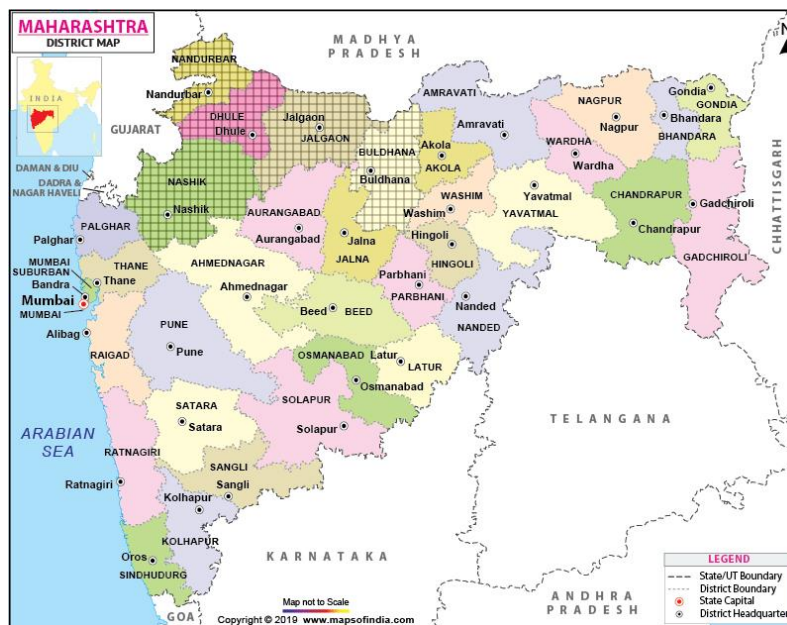 MAHARASHTRA
DISTRICT MAP
INDIA
MADHYA
PRADESH
GUJARAT
DAMAN & DIU
DADRA &
NAGAR HAVELI
CHHATTISGARH
TELANGANA
KARNATAKA
ANDHRA
PRADESH
GOA
ARABIAN
SEA
NANDURBAR
Nandurbar
DHULE
Dhule
Jalgaon
JALGAON
BULDHANA
Buldhana
AMRAVATI
Amravati
Akola
AKOLA
WARDHA
Wardha
NAGPUR
Nagpur
Bhandara
BHANDARA
Gondia
GONDIA
NASHIK
Nashik
AURANGABAD
Aurangabad
Jalna
JALNA
WASHIM
Washim
Yavatmal
YAVATMAL
CHANDRAPUR
Chandrapur
Gadchiroli
GADCHIROLI
PALGHAR
Palghar
THANE
Thane
MUMBAI
SUBURBAN
Bandra
Mumbai
MUMBAI
AHMEDNAGAR
Ahmednagar
Hingoli
HINGOLI
Parbhani
PARBHANI
Nanded
NANDED
Beed
BEED
Alibag
RAIGAD
PUNE
Pune
OSMANABAD
Osmanabad
Latur
LATUR
SATARA
Satara
SOLAPUR
Solapur
RATNAGIRI
Ratnagiri
SANGLI
Sangli
Kolhapur
KOLHAPUR
Oros
SINDHUDURG
LEGEND
State/UT Boundary
District Boundary
State Capital
District Headquarter
Map not to Scale
Copyright © 2019 www.mapsofindia.com